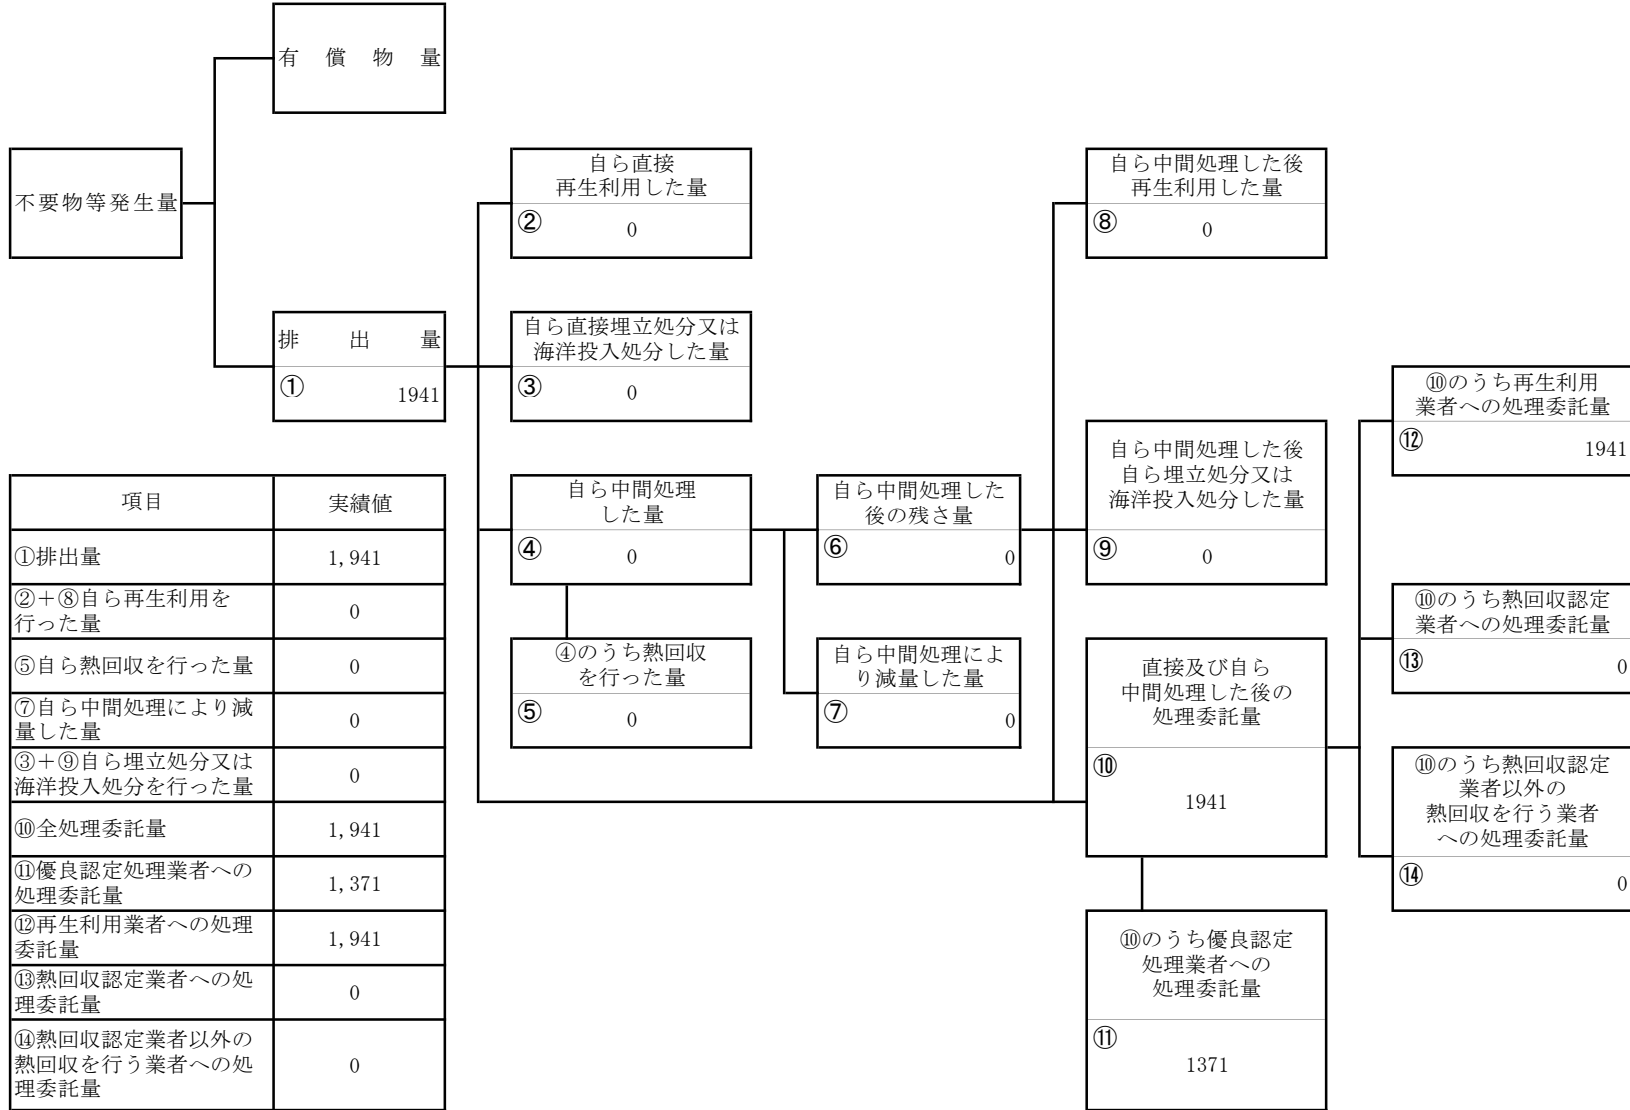 有償物量
不要物等発生量
排出量
①
1941
自ら直接
再生利用した量
②
0
自ら直接埋立処分又は
海洋投入処分した量
③
0
自ら中間処理
した量
④
0
④のうち熱回収
を行った量
⑤
0
自ら中間処理した
後の残さ量
⑥
0
自ら中間処理によ
り減量した量
⑦
0
自ら中間処理した後
再生利用した量
⑧
0
自ら中間処理した後
自ら埋立処分又は
海洋投入処分した量
⑨
0
直接及び自ら
中間処理した後の
処理委託量
⑩
1941
⑩のうち優良認定
処理業者への
処理委託量
⑪
1371
⑩のうち再生利用
業者への処理委託量
⑫
1941
⑩のうち熱回収認定
業者への処理委託量
⑬
0
⑩のうち熱回収認定
業者以外の
熱回収を行う業者
への処理委託量
⑭
0
項目 実績値
①排出量 1,941
②+⑧自ら再生利用を
行った量 0
⑤自ら熱回収を行った量 0
⑦自ら中間処理により減
量した量 0
③+⑨自ら埋立処分又は
海洋投入処分を行った量 0
⑩全処理委託量 1,941
⑪優良認定処理業者への
処理委託量 1,371
⑫再生利用業者への処理
委託量 1,941
⑬熱回収認定業者への処
理委託量 0
⑭熱回収認定業者以外の
熱回収を行う業者への処
理委託量 0